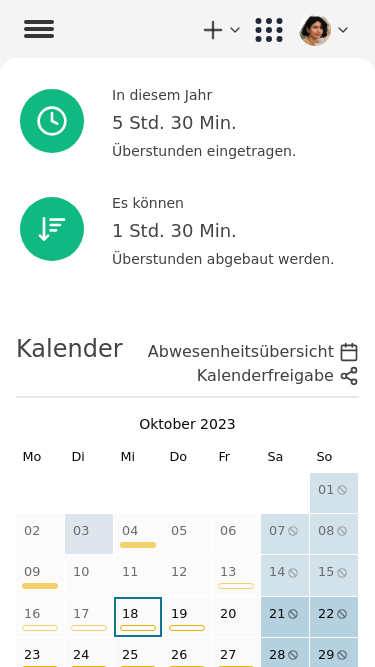 In diesem Jahr
5 Std. 30 Min.
Überstunden eingetragen.
Es können
1 Std. 30 Min.
Überstunden abgebaut werden.
Kalender
Abwesenheitsübersicht
Kalenderfreigabe
Oktober 2023
Mo Di Mi Do Fr Sa So
01
02 03 04 05 06 07 08
09 10 11 12 13 14 15
16 17 18 19 20 21 22
23 24 25 26 27 28 29